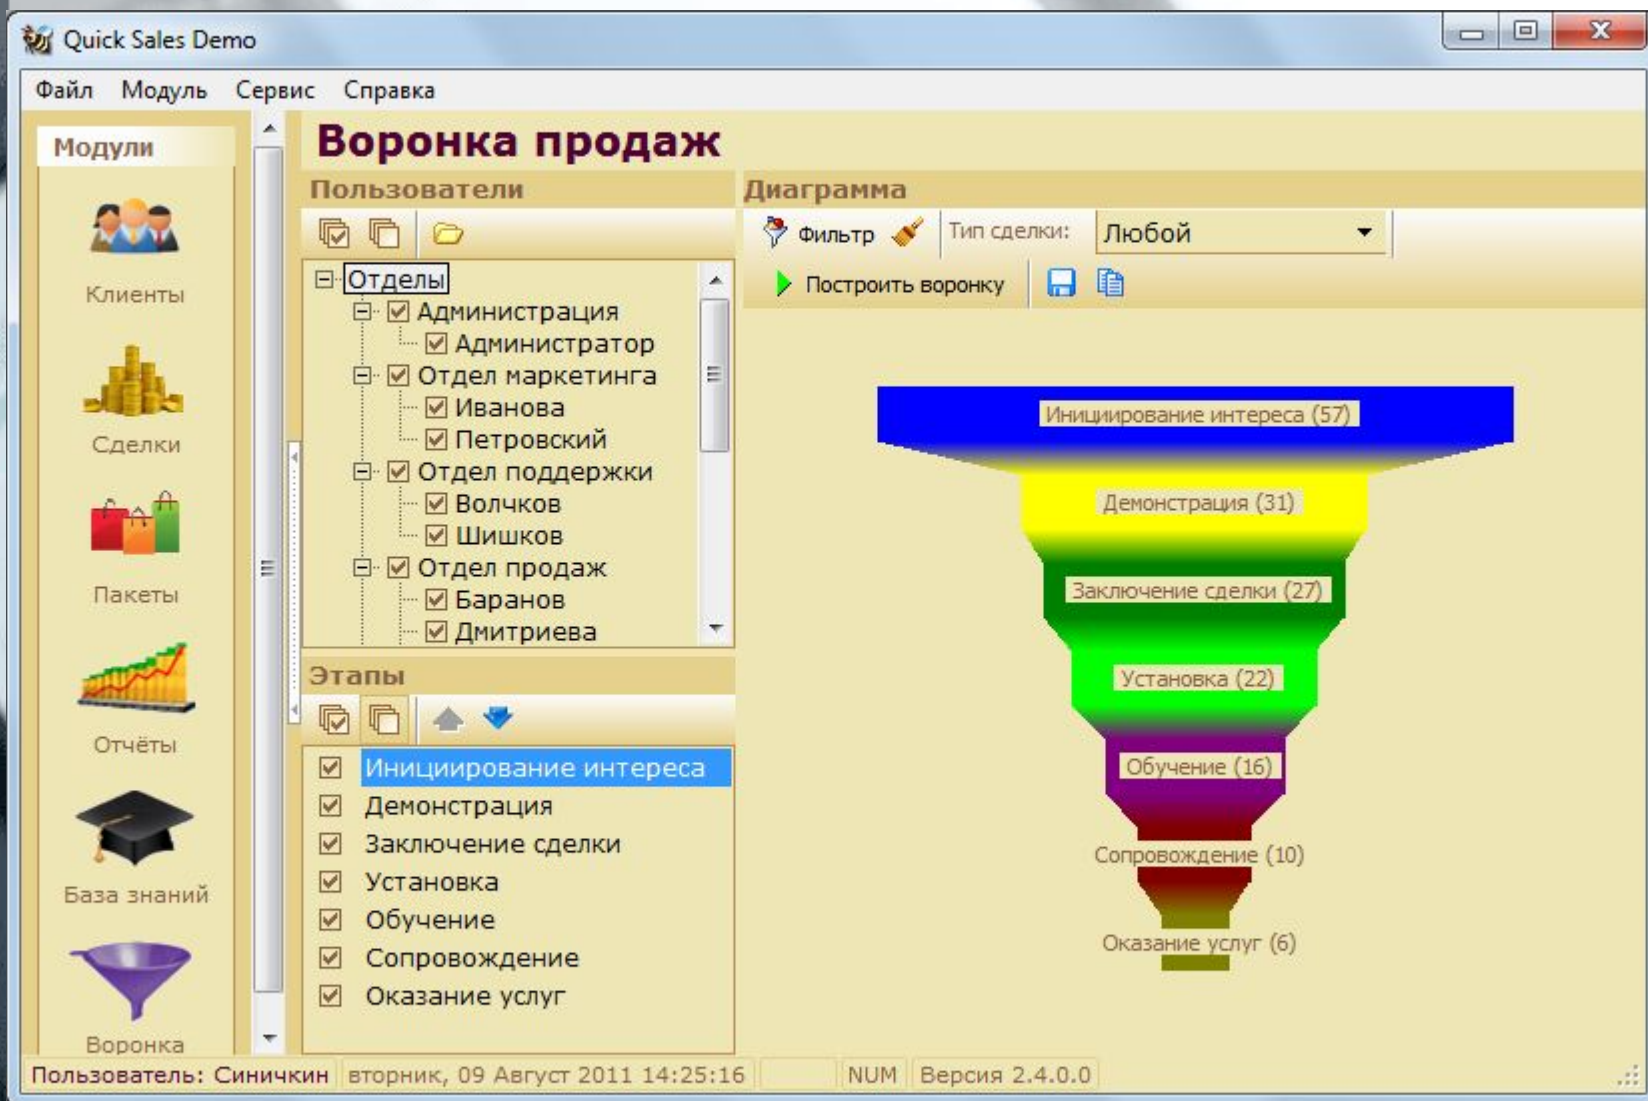 Quick Sales Demo
Файл Модуль Сервис Справка
Модули
Клиенты
Сделки
Пакеты
Отчёты
База знаний
Воронка
Воронка продаж
Пользователи
Отделы
Администрация
Администратор
Отдел маркетинга
Иванова
Петровский
Отдел поддержки
Волчков
Шишков
Отдел продаж
Баранов
Дмитриева
Этапы
Инициирование интереса
Демонстрация
Заключение сделки
Установка
Обучение
Сопровождение
Оказание услуг
Диаграмма
Фильтр Тип сделки: Любой
Построить воронку
Инициирование интереса (57)
Демонстрация (31)
Заключение сделки (27)
Установка (22)
Обучение (16)
Сопровождение (10)
Оказание услуг (6)
Пользователь: Синичкин вторник, 09 Август 2011 14:25:16 NUM Версия 2.4.0.0